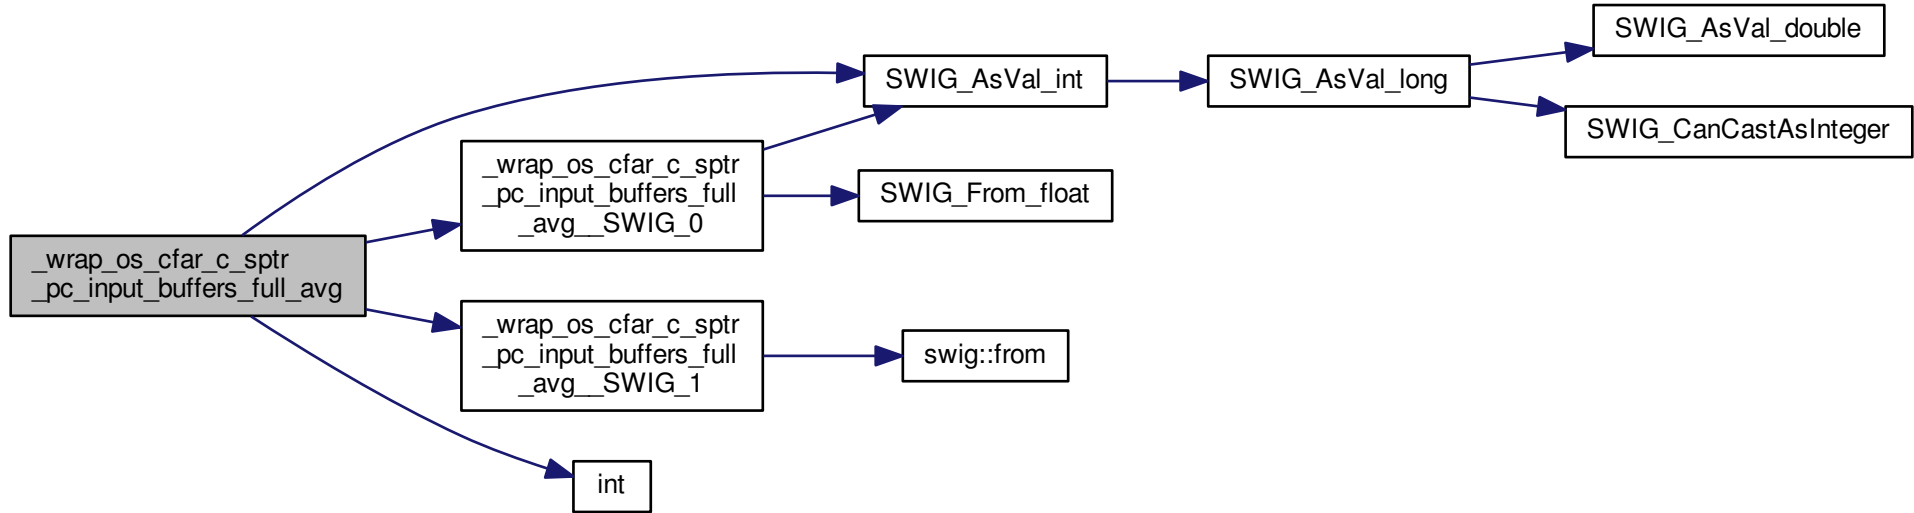 _wrap_os_cfar_c_sptr
_pc_input_buffers_full_avg
_wrap_os_cfar_c_sptr
_pc_input_buffers_full
_avg__SWIG_0
_wrap_os_cfar_c_sptr
_pc_input_buffers_full
_avg__SWIG_1
int
SWIG_AsVal_int
SWIG_From_float
swig::from
SWIG_AsVal_long
SWIG_AsVal_double
SWIG_CanCastAsInteger